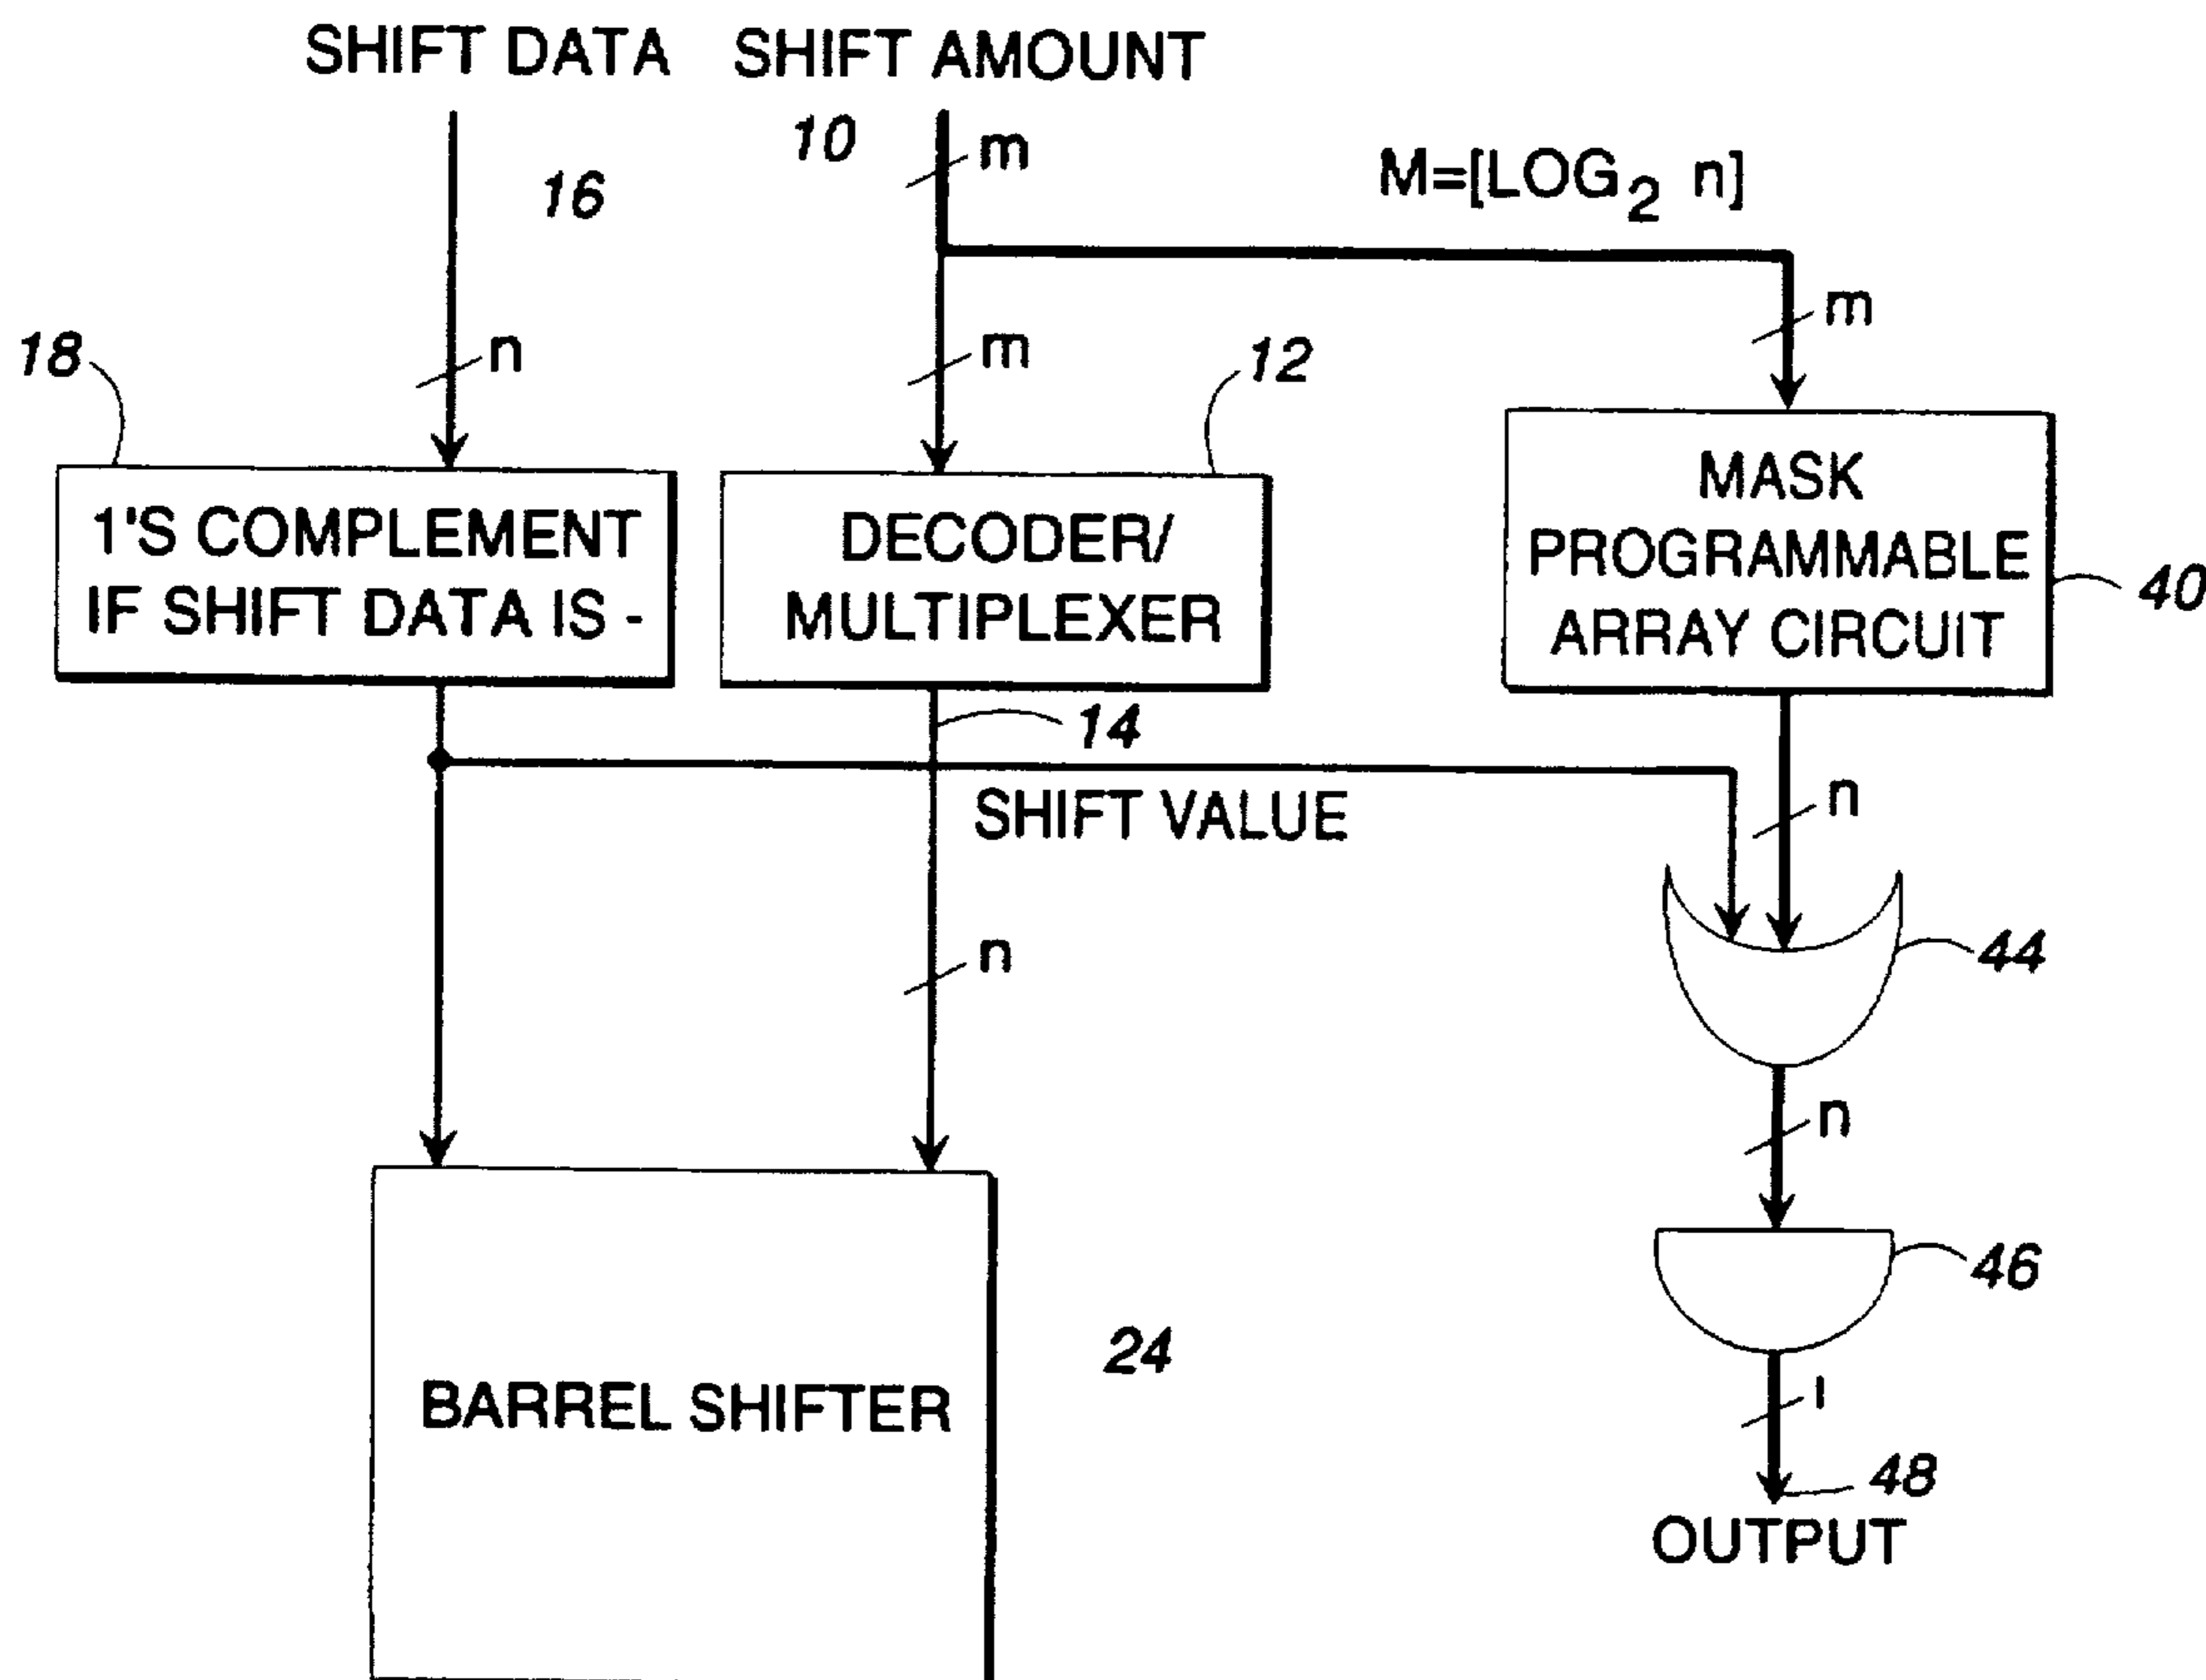 SHIFT DATA
SHIFT AMOUNT
10
m
16
M=[LOG2 n]
m
18
n
m
12
1'S COMPLEMENT
IF SHIFT DATA IS -
DECODER/
MULTIPLEXER
MASK
PROGRAMMABLE
ARRAY CIRCUIT
40
14
SHIFT VALUE
n
n
44
n
46
BARREL SHIFTER
24
1
48
OUTPUT